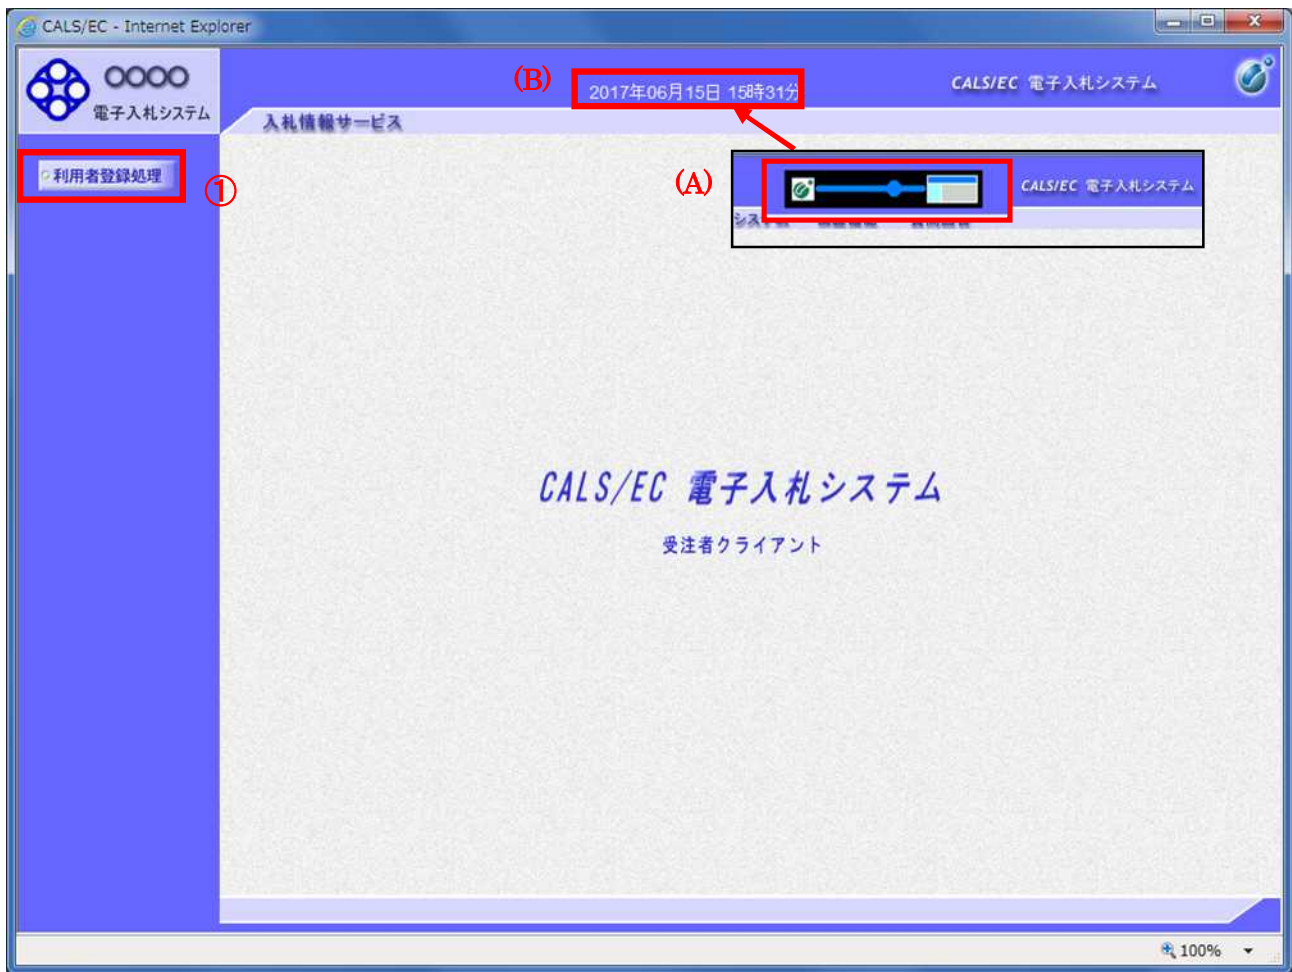 CALS/EC - Internet Explorer
○○○○
電子入札システム
(B)
2017年06月15日 15時31分
CALS/EC 電子入札システム
入札情報サービス
利用者登録処理
①
(A)
CALS/EC 電子入札システム
CALS/EC 電子入札システム
受注者クライアント
100%